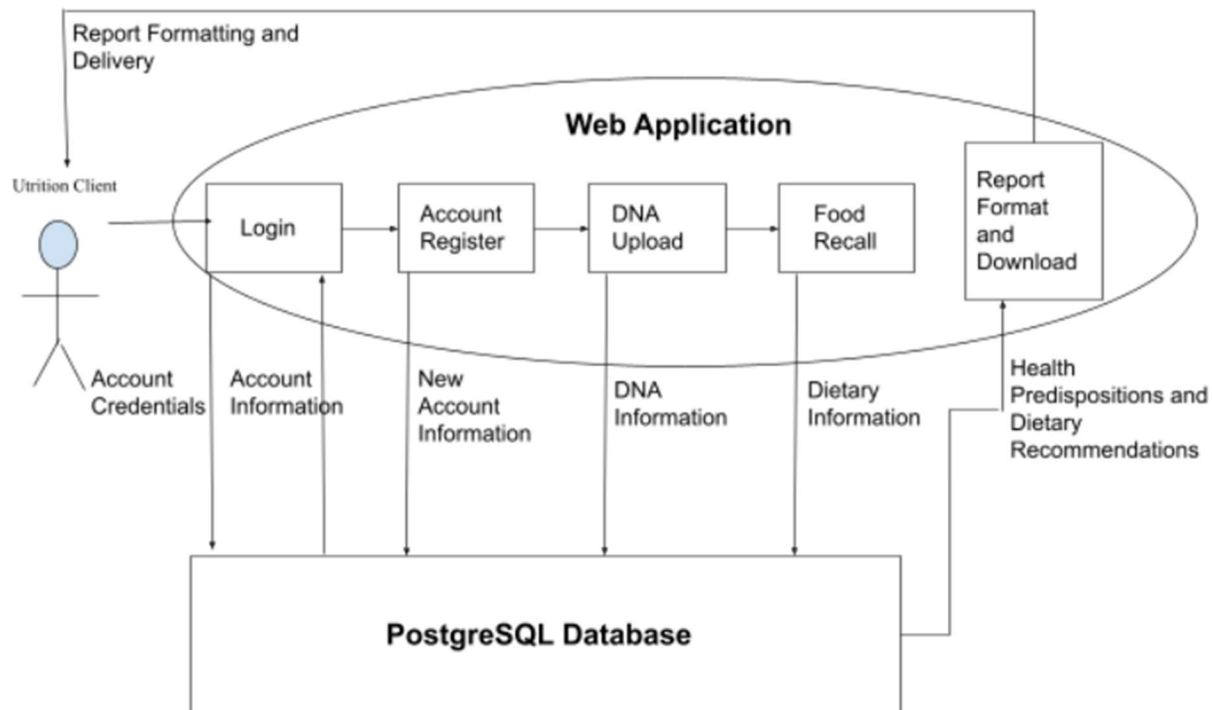 Report Formatting and
Delivery
Web Application
Utrition Client
Login
Account
Register
DNA
Upload
Food
Recall
Report
Format
and
Download
Account
Credentials
Account
Information
New
Account
Information
DNA
Information
Dietary
Information
Health
Predispositions and
Dietary
Recommendations
PostgreSQL Database